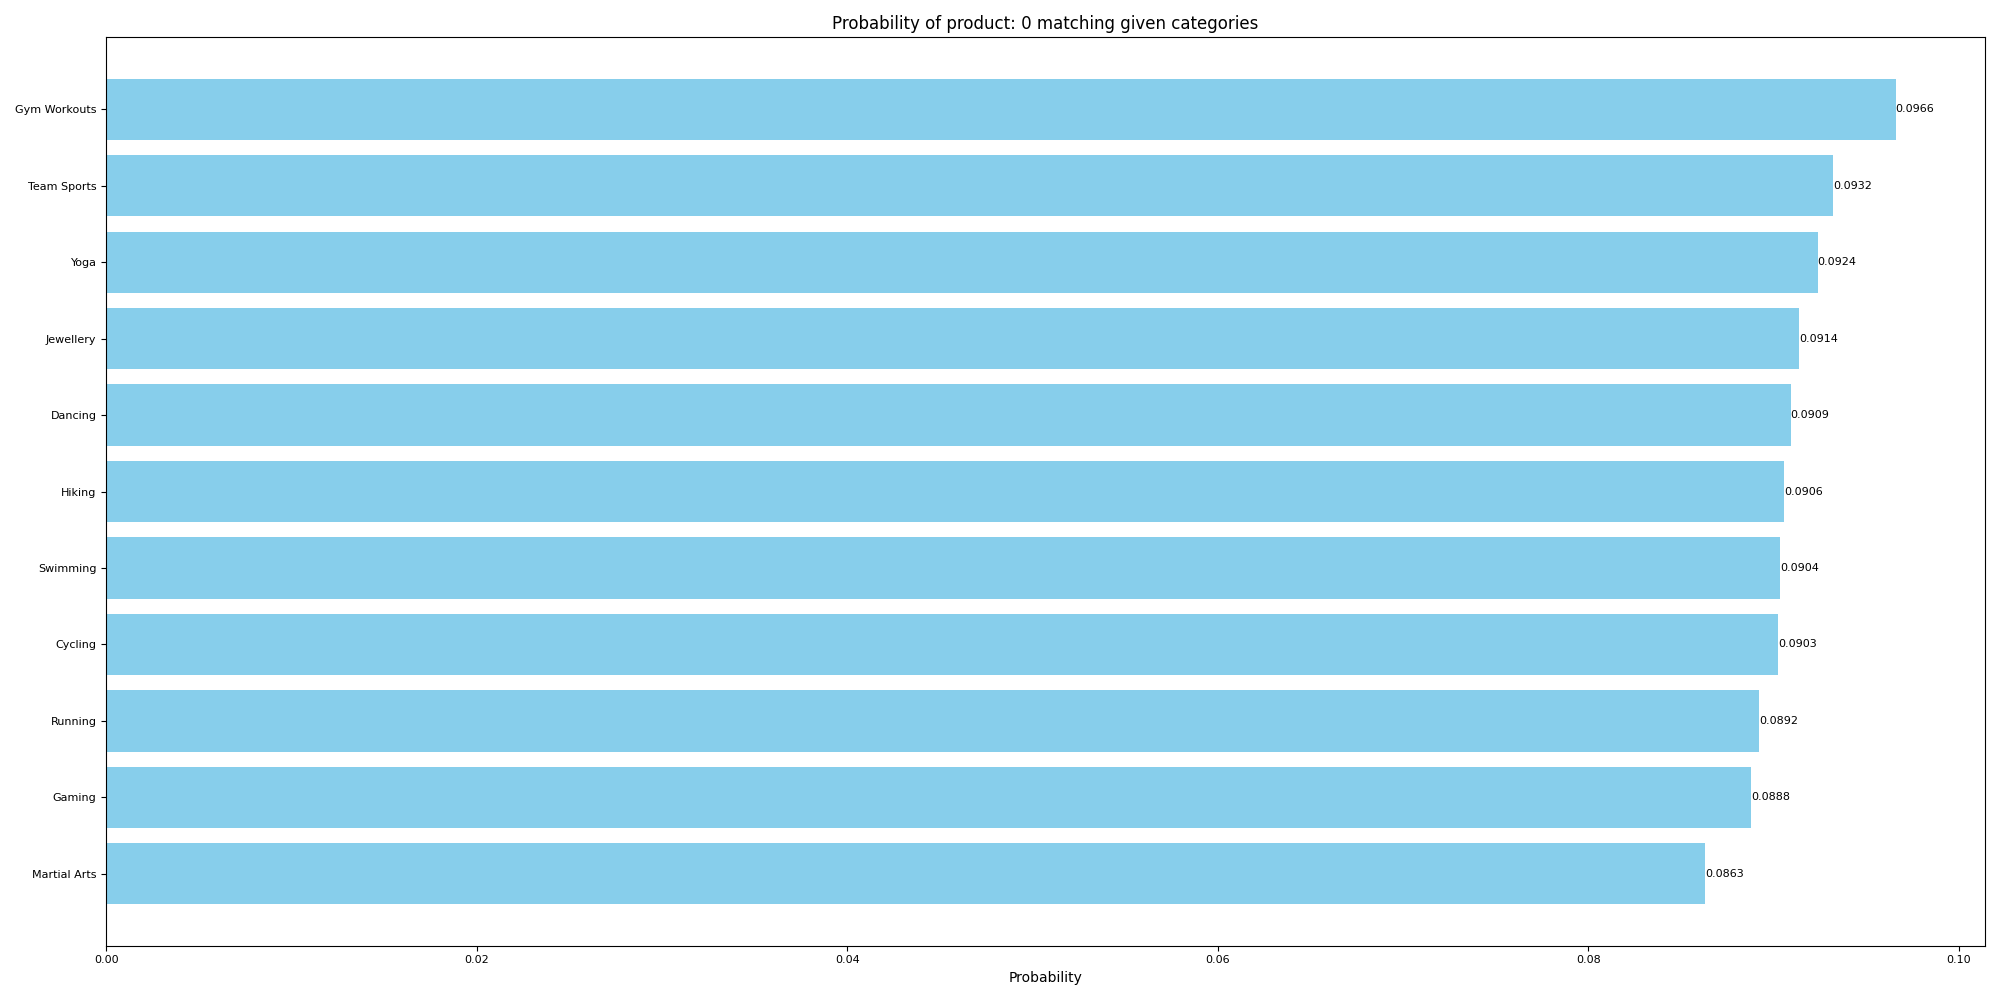 Probability of product: 0 matching given categories
Gym Workouts 0.0966
Team Sports 0.0932
Yoga 0.0924
Jewellery 0.0914
Dancing 0.0909
Hiking 0.0906
Swimming 0.0904
Cycling 0.0903
Running 0.0892
Gaming 0.0888
Martial Arts 0.0863
0.00 0.02 0.04 0.06 0.08 0.10
Probability